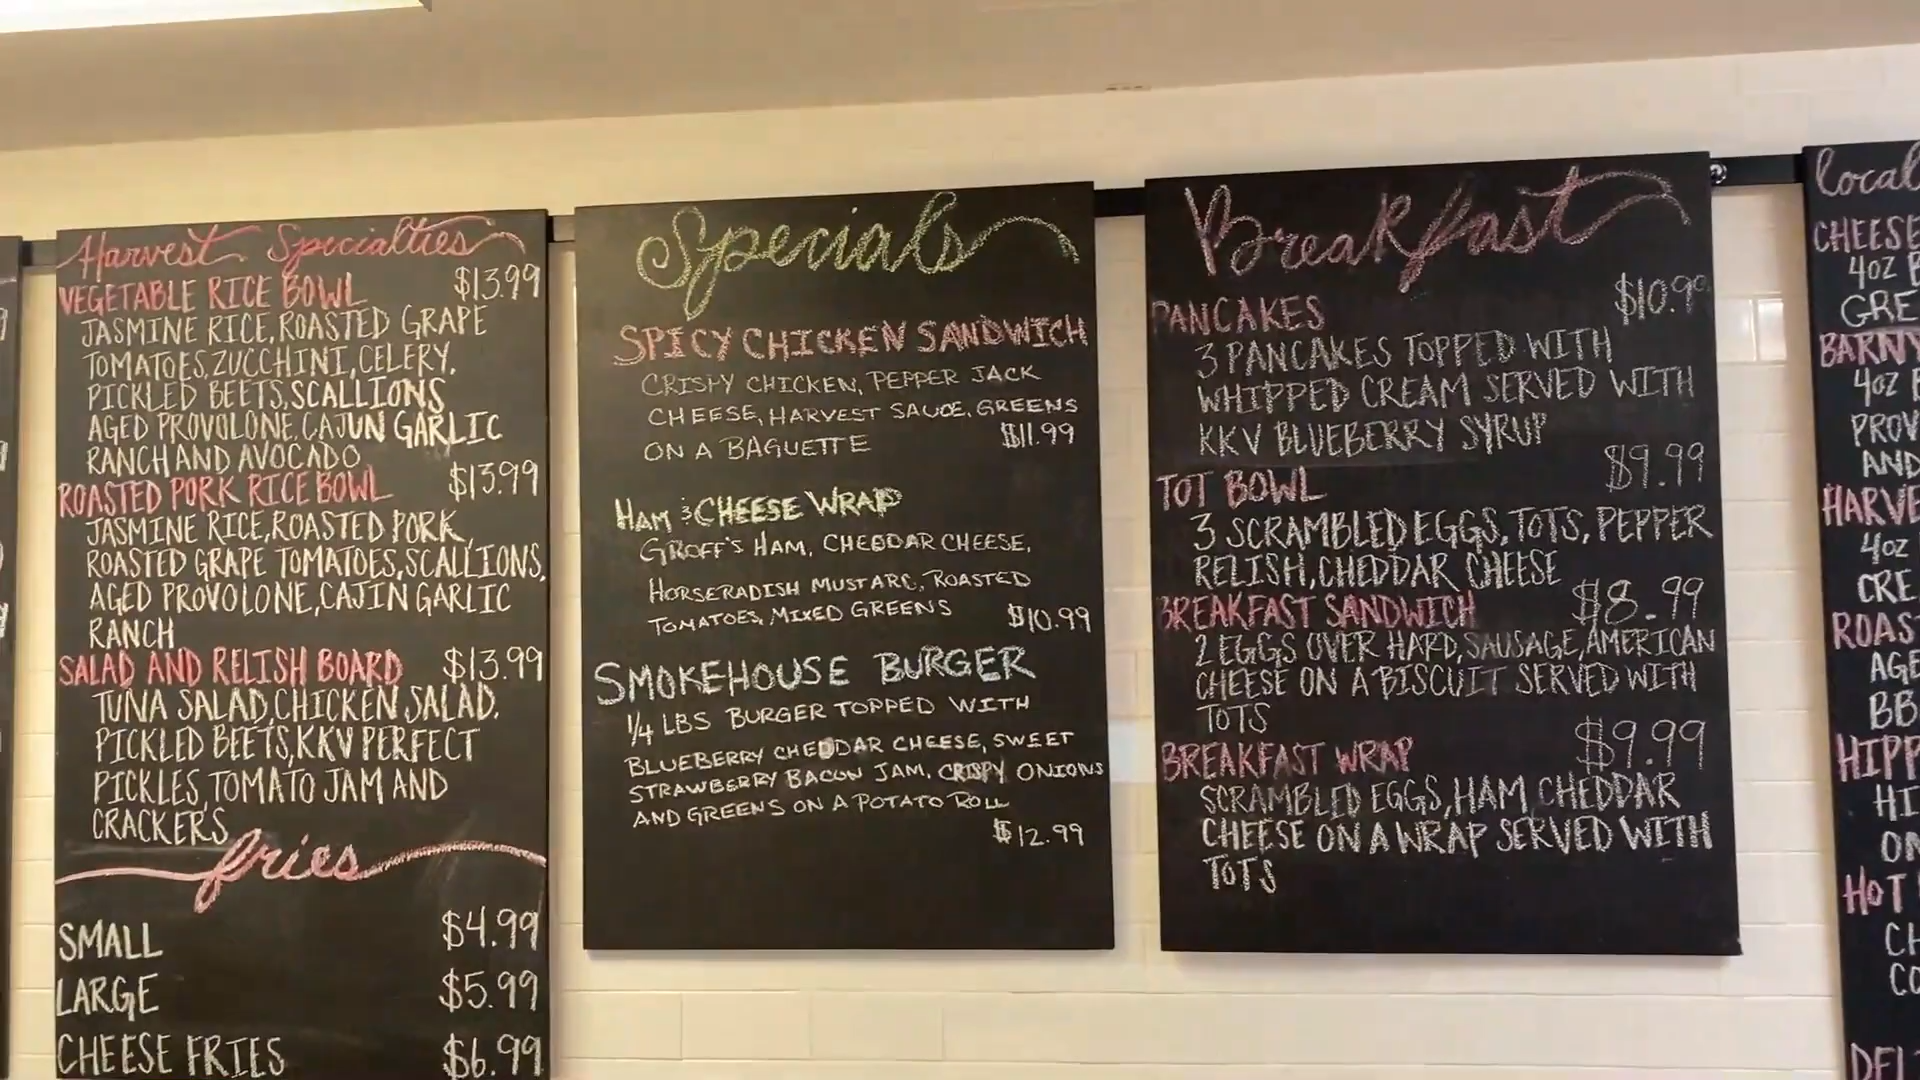 Harvest Specialties
VEGETABLE RICE BOWL $13.99
JASMINE RICE, ROASTED GRAPE
TOMATOES, ZUCCHINI, CELERY,
PICKLED BEETS, SCALLIONS
AGED PROVOLONE, CAJUN GARLIC
RANCH AND AVOCADO
ROASTED PORK RICE BOWL $13.99
JASMINE RICE, ROASTED PORK,
ROASTED GRAPE TOMATOES, SCALLIONS,
AGED PROVOLONE, CAJIN GARLIC
RANCH
SALAD AND RELISH BOARD $13.99
TUNA SALAD, CHICKEN SALAD,
PICKLED BEETS, KKV PERFECT
PICKLES, TOMATO JAM AND
CRACKERS
fries
SMALL $4.99
LARGE $5.99
CHEESE FRIES $6.99
Specials
SPICY CHICKEN SANDWICH
CRISPY CHICKEN, PEPPER JACK
CHEESE, HARVEST SAUCE, GREENS
ON A BAGUETTE $11.99
HAM & CHEESE WRAP
GROFF'S HAM, CHEDDAR CHEESE,
HORSERADISH MUSTARD, ROASTED
TOMATOES, MIXED GREENS $10.99
SMOKEHOUSE BURGER
1/4 LBS BURGER TOPPED WITH
BLUEBERRY CHEDDAR CHEESE, SWEET
STRAWBERRY BACON JAM, CRISPY ONIONS
AND GREENS ON A POTATO ROLL
$12.99
Breakfast
PANCAKES $10.99
3 PANCAKES TOPPED WITH
WHIPPED CREAM SERVED WITH
KKV BLUEBERRY SYRUP
TOT BOWL $9.99
3 SCRAMBLED EGGS, TOTS, PEPPER
RELISH, CHEDDAR CHEESE
BREAKFAST SANDWICH $8.99
2 EGGS OVER HARD, SAUSAGE, AMERICAN
CHEESE ON A BISCUIT SERVED WITH
TOTS
BREAKFAST WRAP $9.99
SCRAMBLED EGGS, HAM CHEDDAR
CHEESE ON A WRAP SERVED WITH
TOTS
Local
CHEESE
4OZ
GRE
BARNY
4OZ
PROV
AND
HARVE
4OZ
CRE
ROAS
AGE
BB
HIPP
HI
ON
HOT
CH
CO
DEL